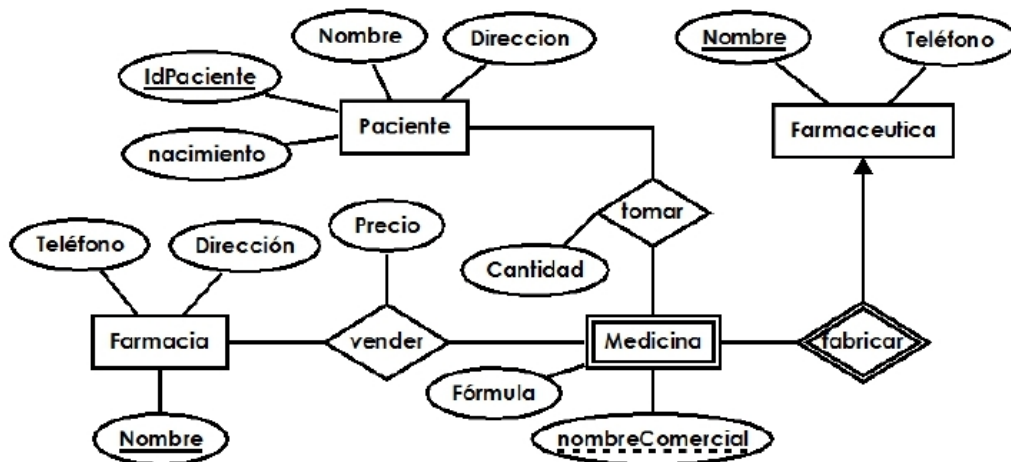 Nombre
Direccion
Nombre
Teléfono
IdPaciente
Paciente
Farmaceutica
nacimiento
tomar
Precio
Teléfono
Dirección
Cantidad
Farmacia
vender
Medicina
fabricar
Fórmula
Nombre
nombreComercial